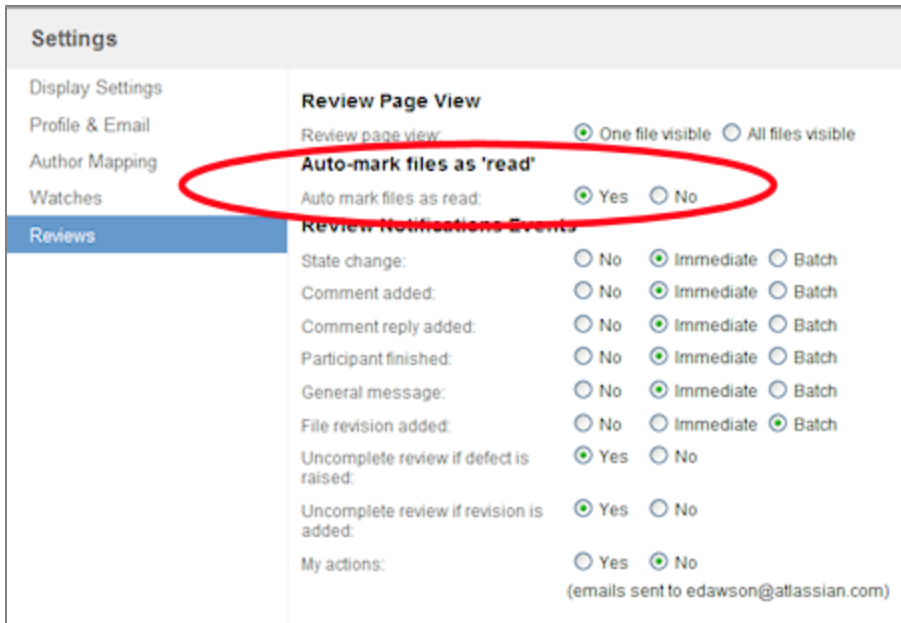 Settings
Display Settings
Profile & Email
Author Mapping
Watches
Reviews
Review Page View
Review page view: One file visible All files visible
Auto-mark files as 'read'
Auto mark files as read: Yes No
Review Notifications Events
State change: No Immediate Batch
Comment added: No Immediate Batch
Comment reply added: No Immediate Batch
Participant finished: No Immediate Batch
General message: No Immediate Batch
File revision added: No Immediate Batch
Uncomplete review if defect is Yes No
raised:
Uncomplete review if revision is Yes No
added:
My actions: Yes No
(emails sent to edawson@atlassian.com)